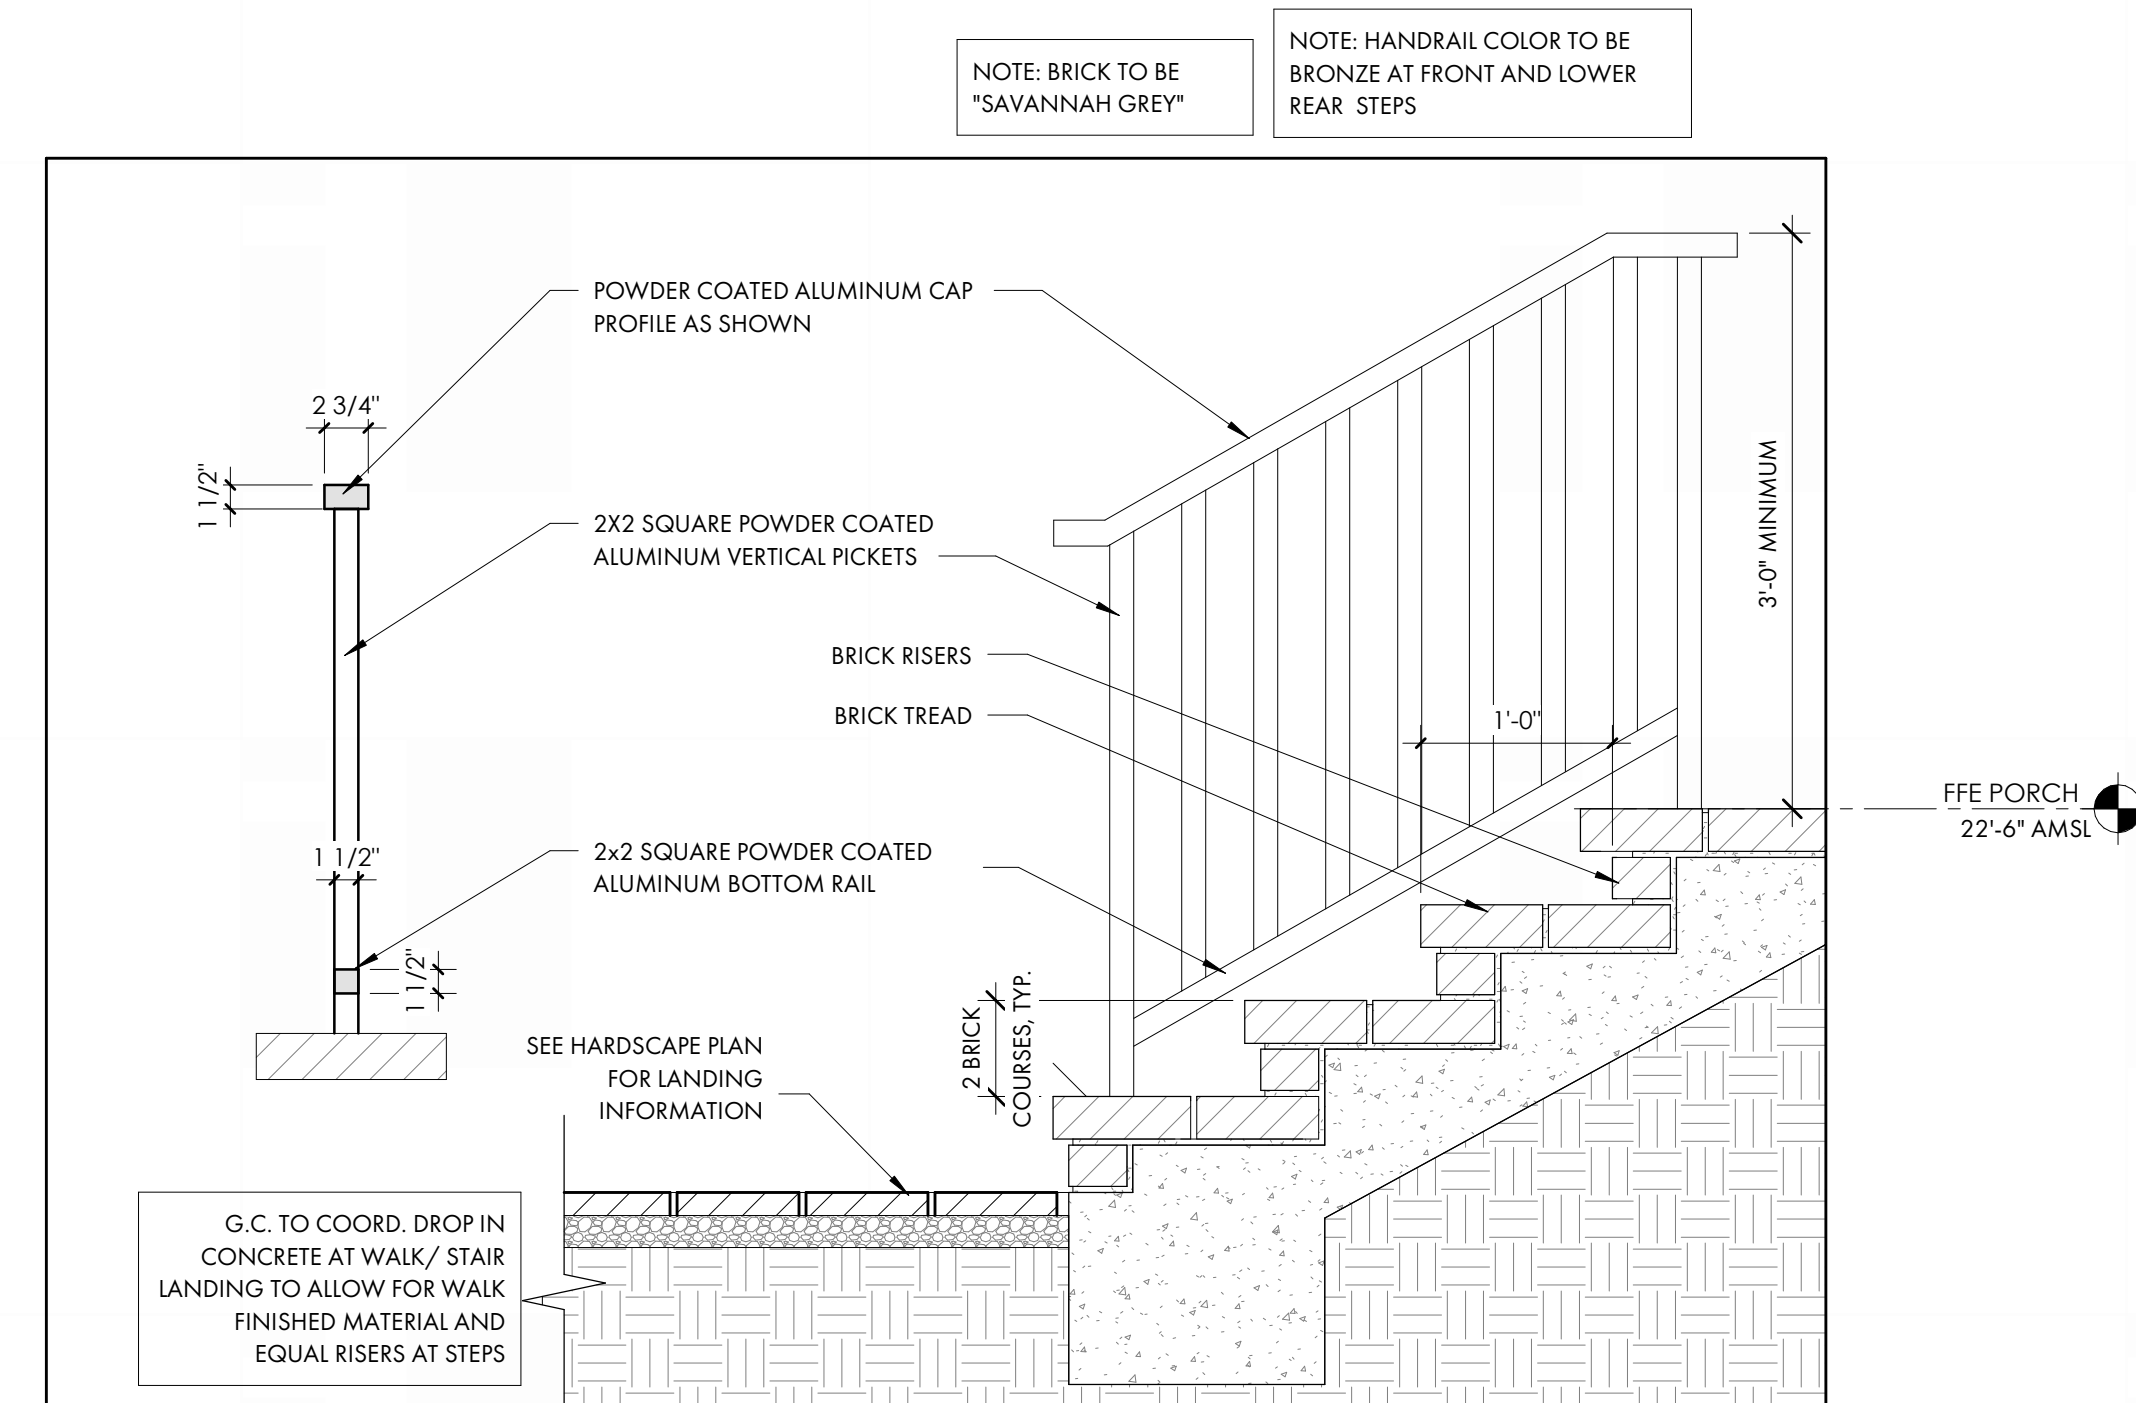 NOTE: BRICK TO BE
"SAVANNAH GREY"
NOTE: HANDRAIL COLOR TO BE
BRONZE AT FRONT AND LOWER
REAR STEPS
POWDER COATED ALUMINUM CAP
PROFILE AS SHOWN
2 3/4"
1 1/2"
2X2 SQUARE POWDER COATED
ALUMINUM VERTICAL PICKETS
3'-0" MINIMUM
BRICK RISERS
BRICK TREAD
1'-0"
FFE PORCH
22'-6" AMSL
1 1/2"
2x2 SQUARE POWDER COATED
ALUMINUM BOTTOM RAIL
1 1/2"
2 BRICK
COURSES, TYP.
SEE HARDSCAPE PLAN
FOR LANDING
INFORMATION
G.C. TO COORD. DROP IN
CONCRETE AT WALK/ STAIR
LANDING TO ALLOW FOR WALK
FINISHED MATERIAL AND
EQUAL RISERS AT STEPS